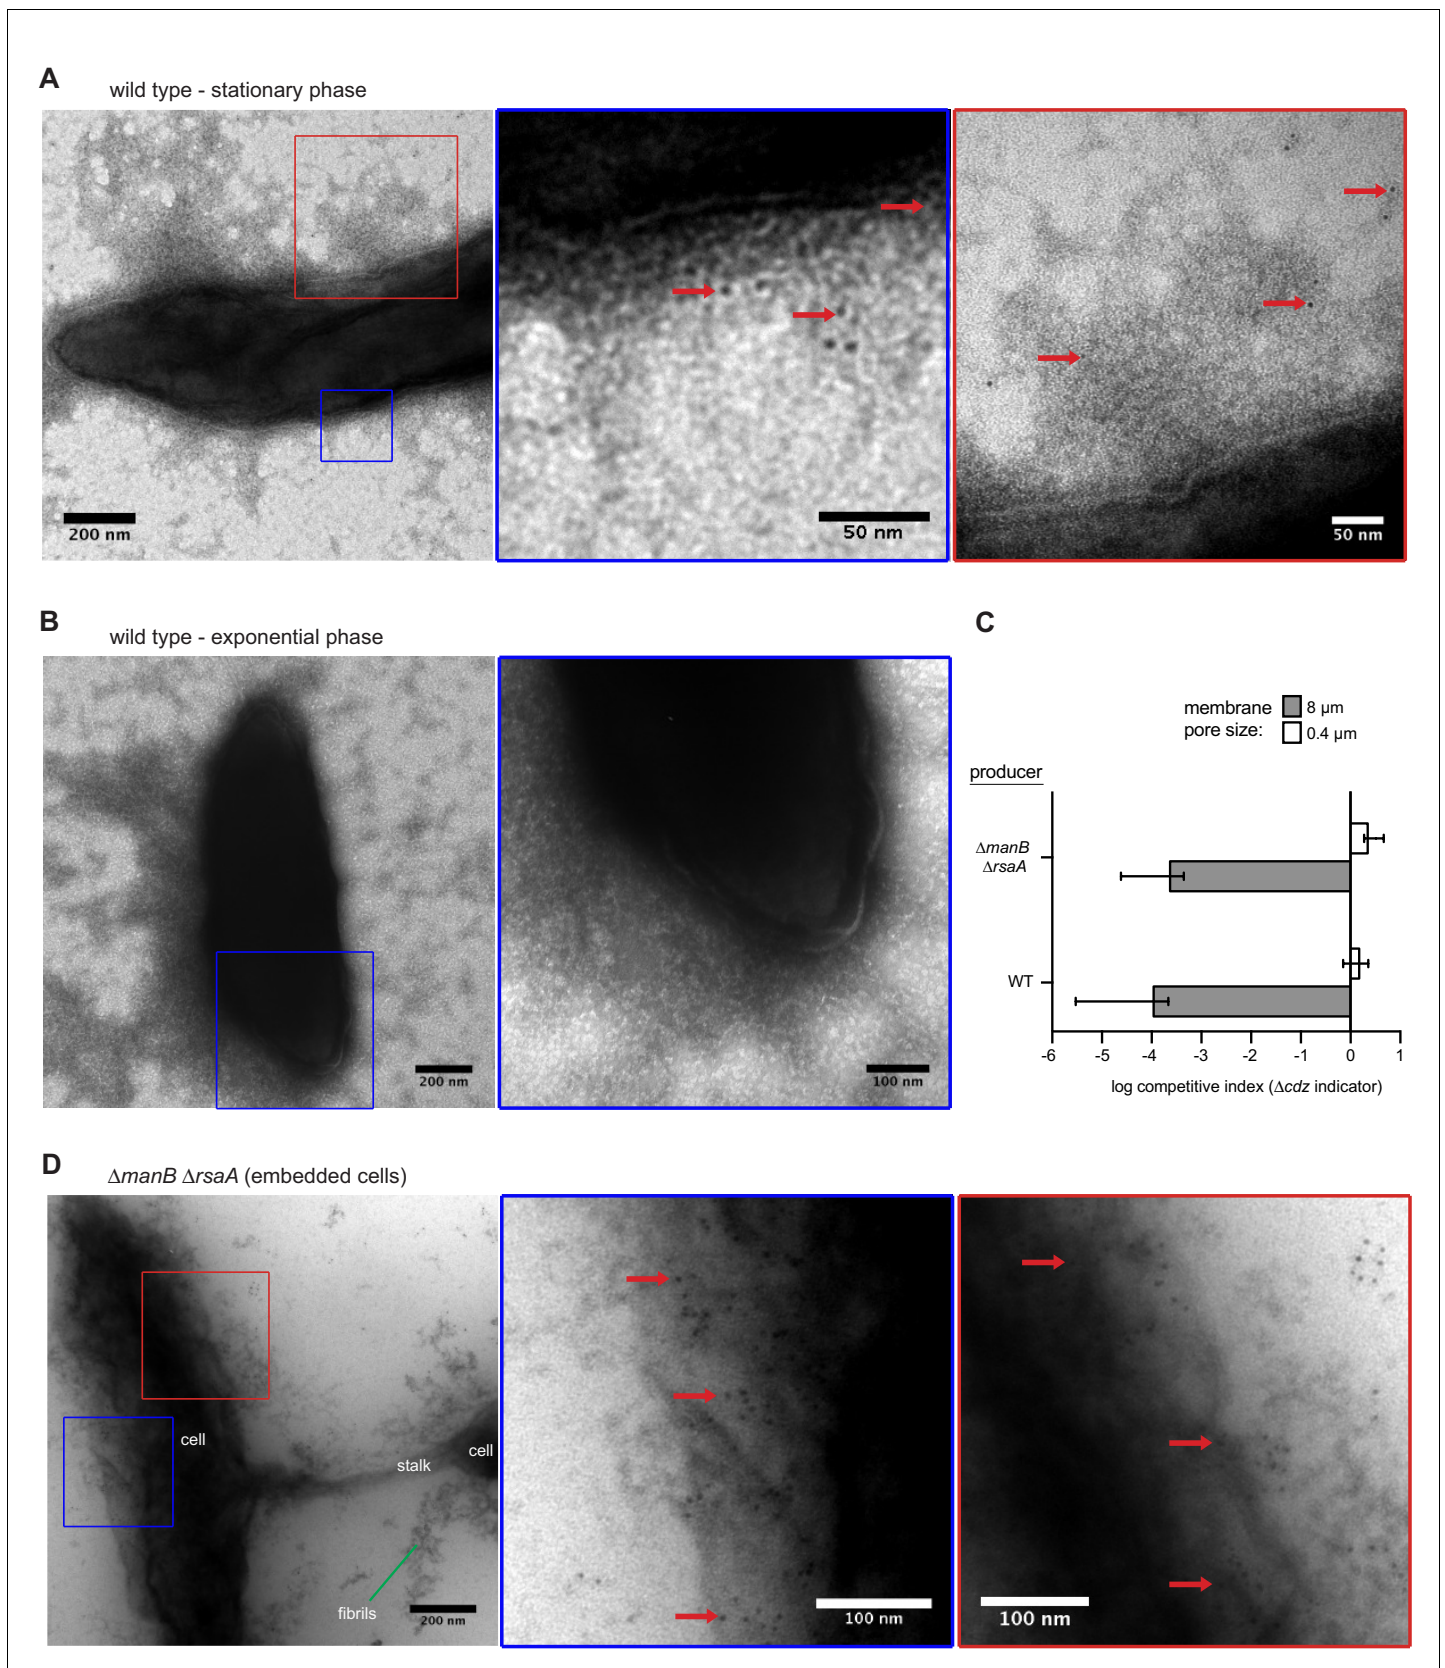 A
wild type - stationary phase
200 nm
50 nm
50 nm
B
wild type - exponential phase
200 nm
100 nm
C
membrane
pore size:
8 µm
0.4 µm
producer
ΔmanB
ΔrsaA
WT
-6 -5 -4 -3 -2 -1 0 1
log competitive index (Δcdz indicator)
D
ΔmanB ΔrsaA (embedded cells)
cell
stalk
cell
fibrils
200 nm
100 nm
100 nm